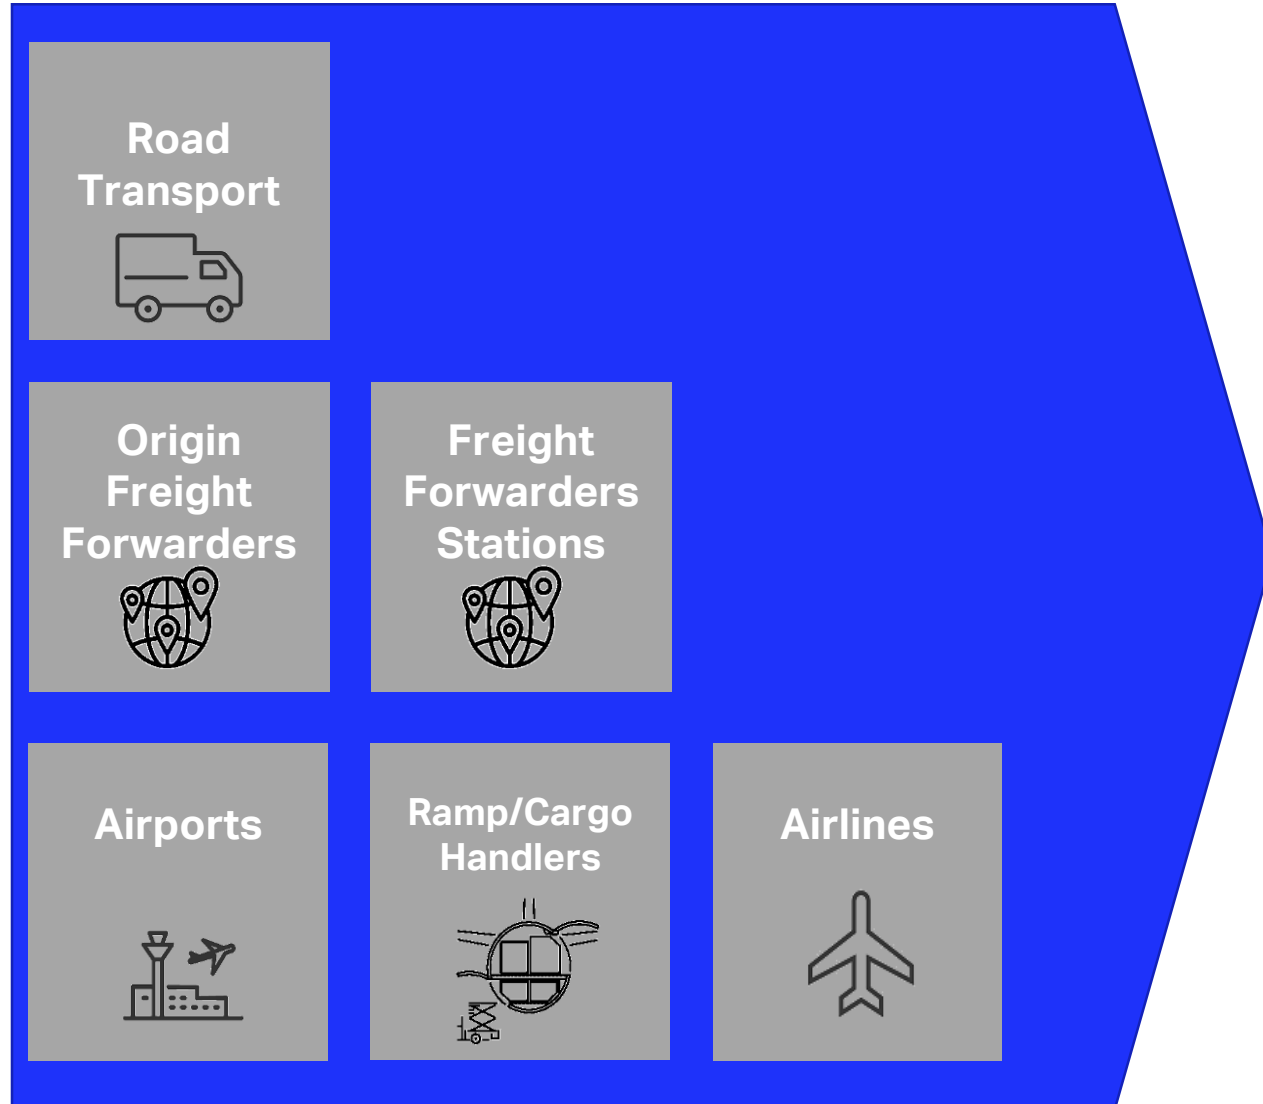 Road
Transport
Origin
Freight
Forwarders
Freight
Forwarders
Stations
Airports
Ramp/Cargo
Handlers
Airlines